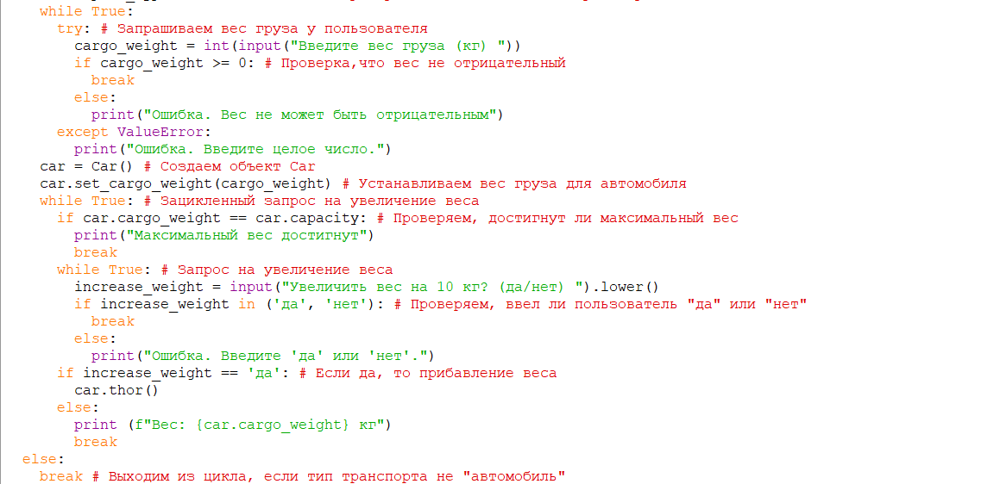 while True:
try: # Запрашиваем вес груза у пользователя
cargo_weight = int(input("Введите вес груза (кг) "))
if cargo_weight >= 0: # Проверка,что вес не отрицательный
break
else:
print("Ошибка. Вес не может быть отрицательным")
except ValueError:
print("Ошибка. Введите целое число.")
car = Car() # Создаем объект Car
car.set_cargo_weight(cargo_weight) # Устанавливаем вес груза для автомобиля
while True: # Зацикленный запрос на увеличение веса
if car.cargo_weight == car.capacity: # Проверяем, достигнут ли максимальный вес
print("Максимальный вес достигнут")
break
while True: # Запрос на увеличение веса
increase_weight = input("Увеличить вес на 10 кг? (да/нет) ").lower()
if increase_weight in ('да', 'нет'): # Проверяем, ввел ли пользователь "да" или "нет"
break
else:
print("Ошибка. Введите 'да' или 'нет'.")
if increase_weight == 'да': # Если да, то прибавление веса
car.thor()
else:
print (f"Вес: {car.cargo_weight} кг")
break
else:
break # Выходим из цикла, если тип транспорта не "автомобиль"